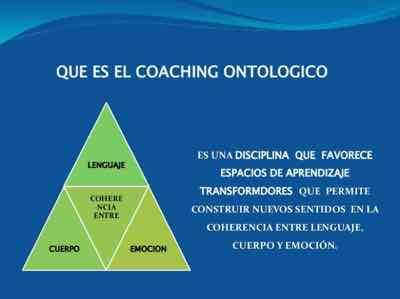 QUE ES EL COACHING ONTOLOGICO
LENGUAJE
COHERE
NCIA
ENTRE
CUERPO
EMOCION
ES UNA DISCIPLINA QUE FAVORECE
ESPACIOS DE APRENDIZAJE
TRANSFORMDORES QUE PERMITE
CONSTRUIR NUEVOS SENTIDOS EN LA
COHERENCIA ENTRE LENGUAJE,
CUERPO Y EMOCIÓN.